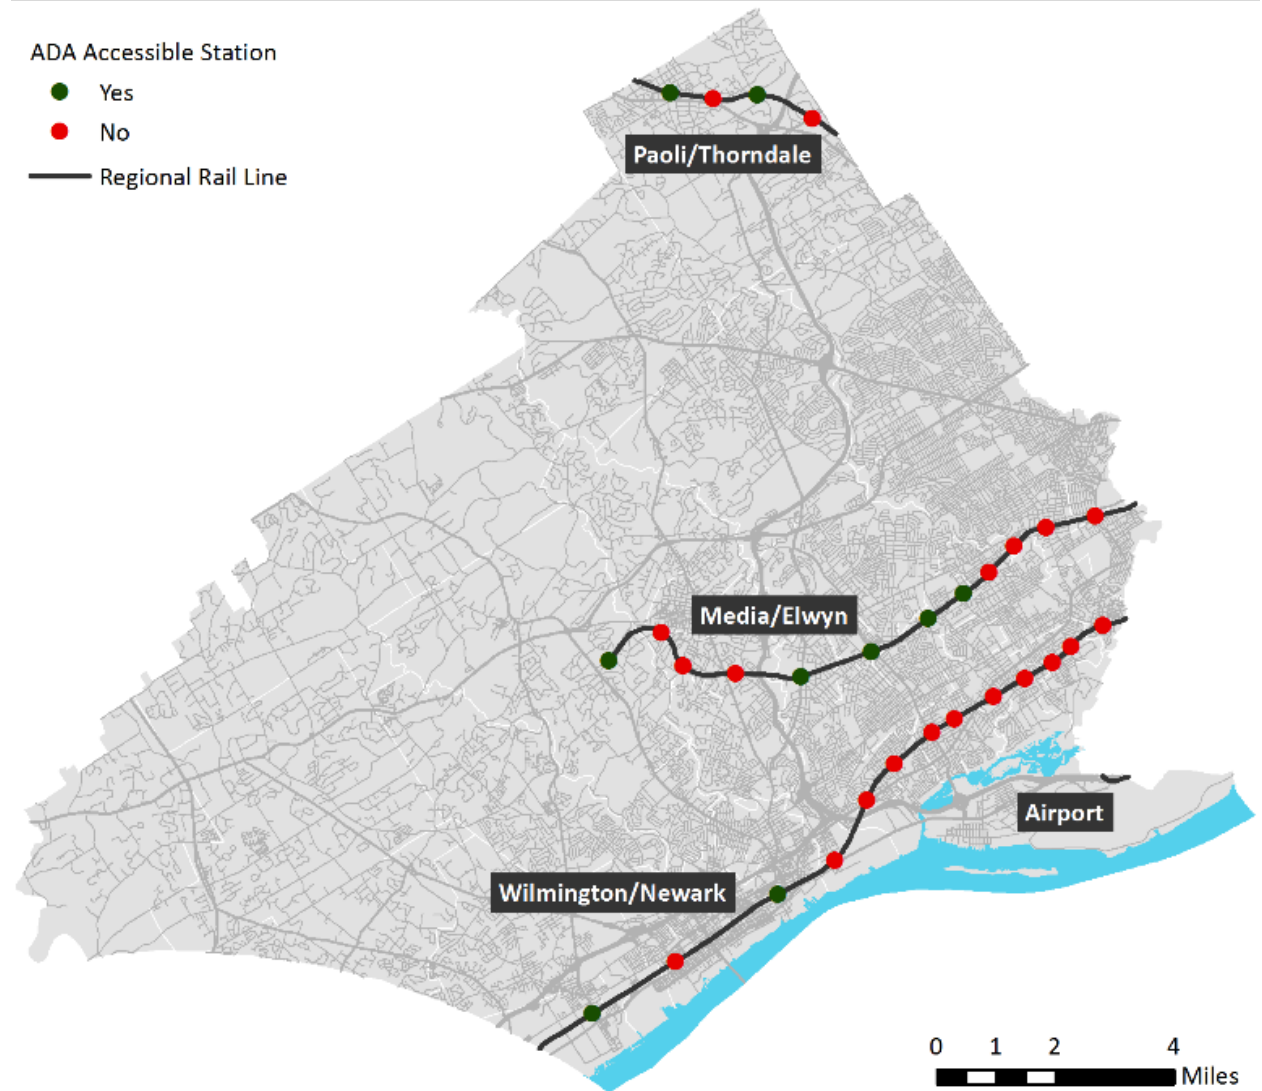 ADA Accessible Station
Yes
No
Regional Rail Line
Paoli/Thorndale
Media/Elwyn
Airport
Wilmington/Newark
0 1 2 4
Miles